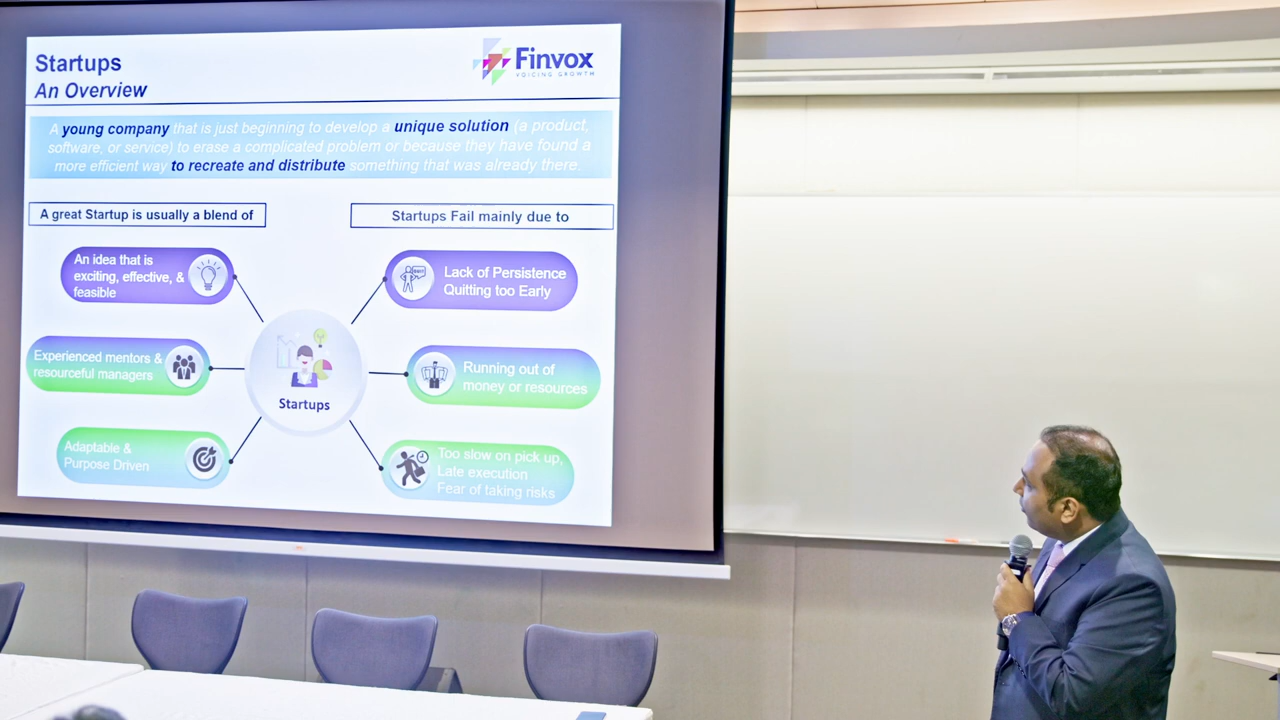 Startups
An Overview
Finvox
VOICING GROWTH
A young company that is just beginning to develop a unique solution (a product,
software, or service) to erase a complicated problem or because they have found a
more efficient way to recreate and distribute something that was already there.
A great Startup is usually a blend of
An idea that is
exciting, effective, &
feasible
Experienced mentors &
resourceful managers
Adaptable &
Purpose Driven
Startups
Startups Fail mainly due to
Lack of Persistence
Quitting too Early
Running out of
money or resources
Too slow on pick up,
Late execution
Fear of taking risks